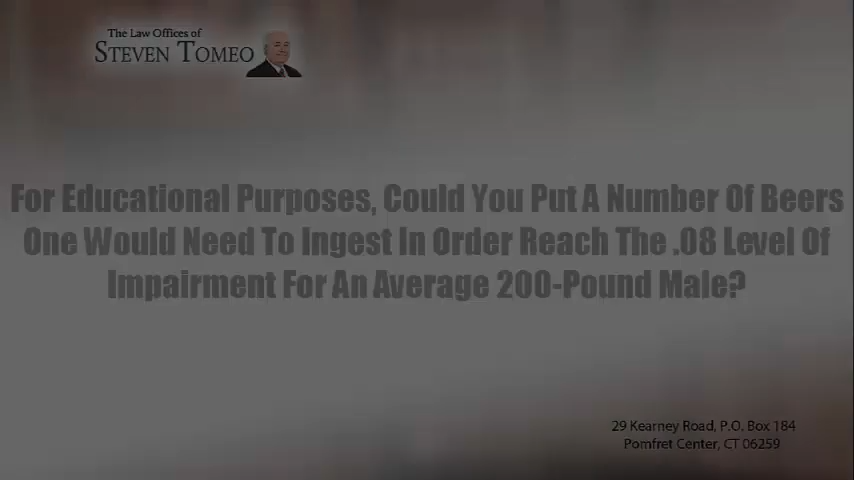 The Law Offices of
STEVEN TOMEO
For Educational Purposes, Could You Put A Number Of Beers
One Would Need To Ingest In Order Reach The .08 Level Of
Impairment For An Average 200-Pound Male?
29 Kearney Road, P.O. Box 184
Pomfret Center, CT 06259